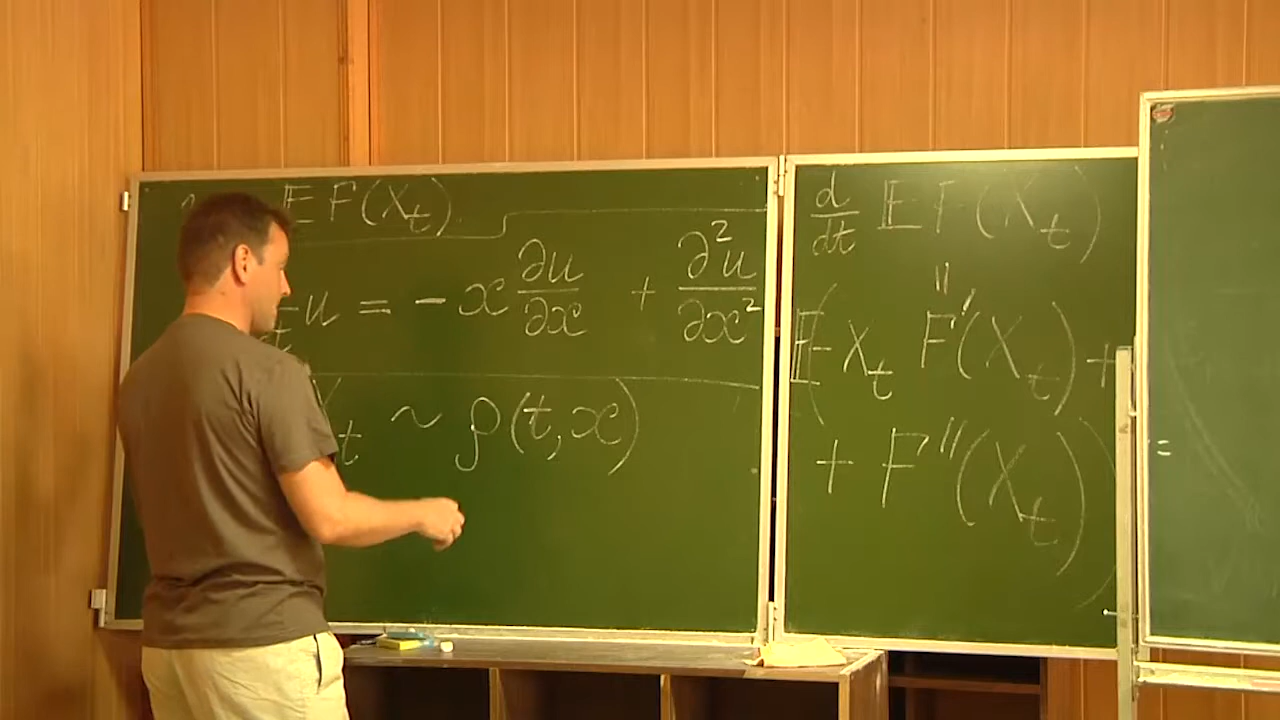 𝔼 F(X_t).
u = - x ∂u/∂x + ∂²u/∂x²
t ~ ρ(t, x)
d/dt 𝔼 F(X_t)
"
𝔼(X_t F'(X_t) +
+ F''(X_t))
=